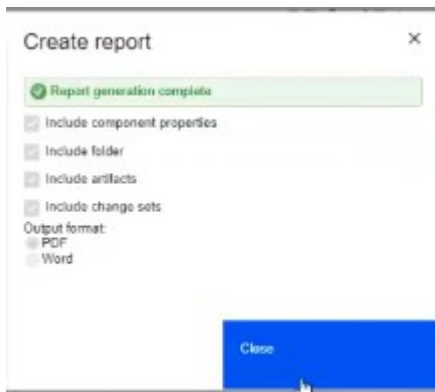 Create report
Report generation complete
Include component properties
Include folder
Include artifacts
Include change sets
Output format:
PDF
Word
Close